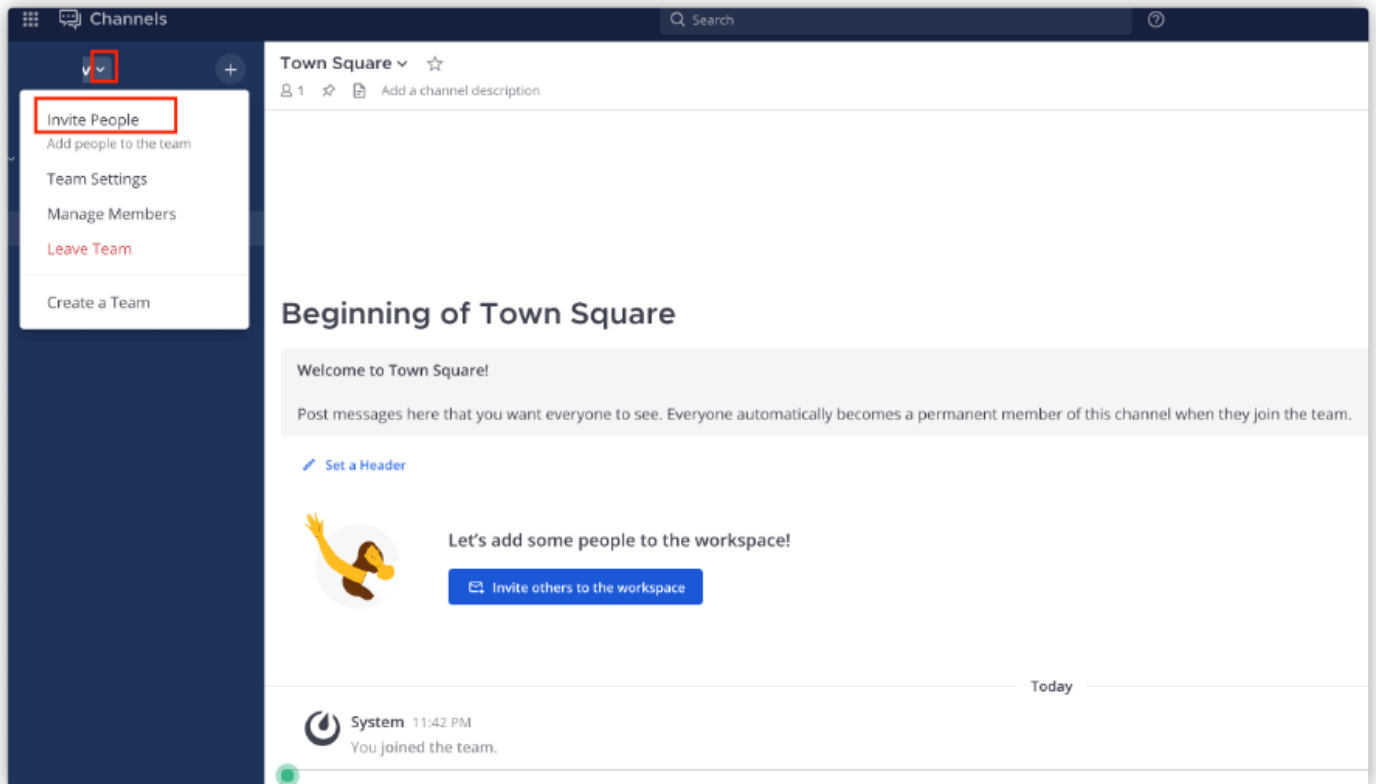 Channels
Search
Town Square
1
Add a channel description
Invite People
Add people to the team
Team Settings
Manage Members
Leave Team
Create a Team
Beginning of Town Square
Welcome to Town Square!
Post messages here that you want everyone to see. Everyone automatically becomes a permanent member of this channel when they join the team.
Set a Header
Let's add some people to the workspace!
Invite others to the workspace
Today
System 11:42 PM
You joined the team.